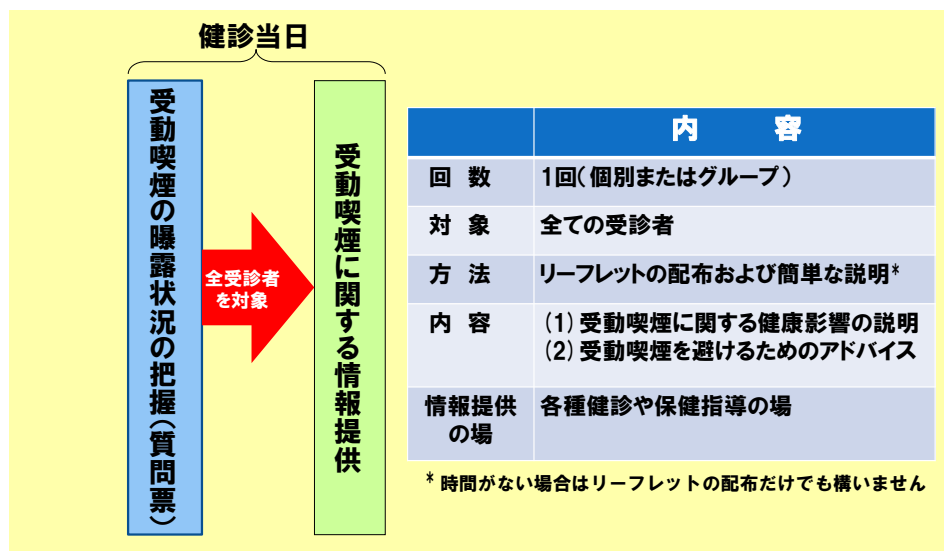 健診当日
受動喫煙の曝露状況の把握(質問票)
全受診者
を対象
受動喫煙に関する情報提供
内　容
回　数　1回(個別またはグループ)
対　象　全ての受診者
方　法　リーフレットの配布および簡単な説明*
内　容　(1)受動喫煙に関する健康影響の説明
(2)受動喫煙を避けるためのアドバイス
情報提供　各種健診や保健指導の場
の場
*時間がない場合はリーフレットの配布だけでも構いません